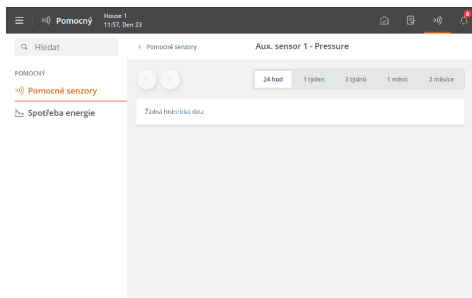 Pomocný
House 1
11:57, Den 23
8
Hledat
POMOCNÝ
Pomocné senzory
Spotřeba energie
Pomocné senzory
Aux. sensor 1 - Pressure
24 hod
1 týden
3 týdnů
1 měsíc
2 měsíce
Žádná historická data